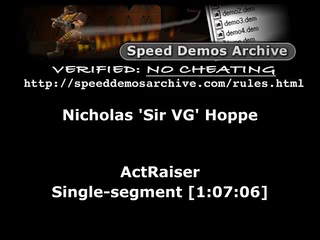 demo2.dem
demo3.dem
demo4.dem
Speed Demos Archive
VERIFIED: NO CHEATING
http://speeddemosarchive.com/rules.html
Nicholas 'Sir VG' Hoppe
ActRaiser
Single-segment [1:07:06]